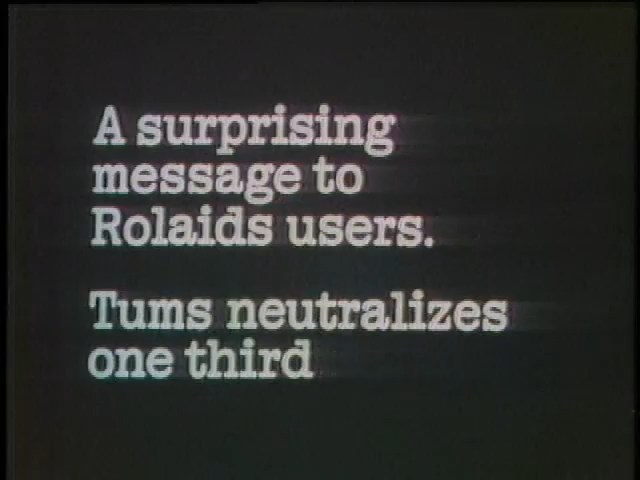 A surprising
message to
Rolaids users.
Tums neutralizes
one third